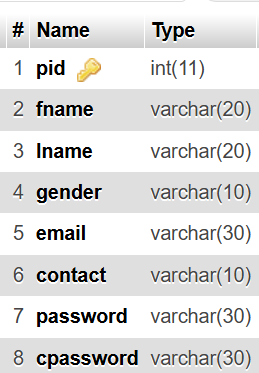 # Name Type
1 pid int(11)
2 fname varchar(20)
3 lname varchar(20)
4 gender varchar(10)
5 email varchar(30)
6 contact varchar(10)
7 password varchar(30)
8 cpassword varchar(30)